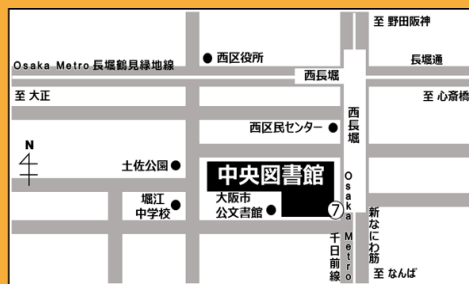 至 野田阪神
西区役所
Osaka Metro 長堀鶴見緑地線
長堀通
西長堀
至 大正
至 心斎橋
西長堀
西区民センター
N
土佐公園
中央図書館
堀江
中学校
大阪市
公文書館
⑦
Osaka Metro
千日前線
新なにわ筋
至 なんば